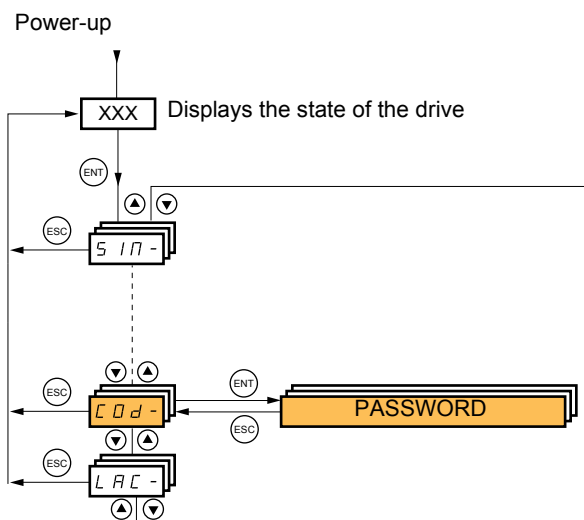 Power-up
XXX Displays the state of the drive
ENT
ESC
SIM-
ESC
ENT
COd-
PASSWORD
ESC
ESC
LAC-